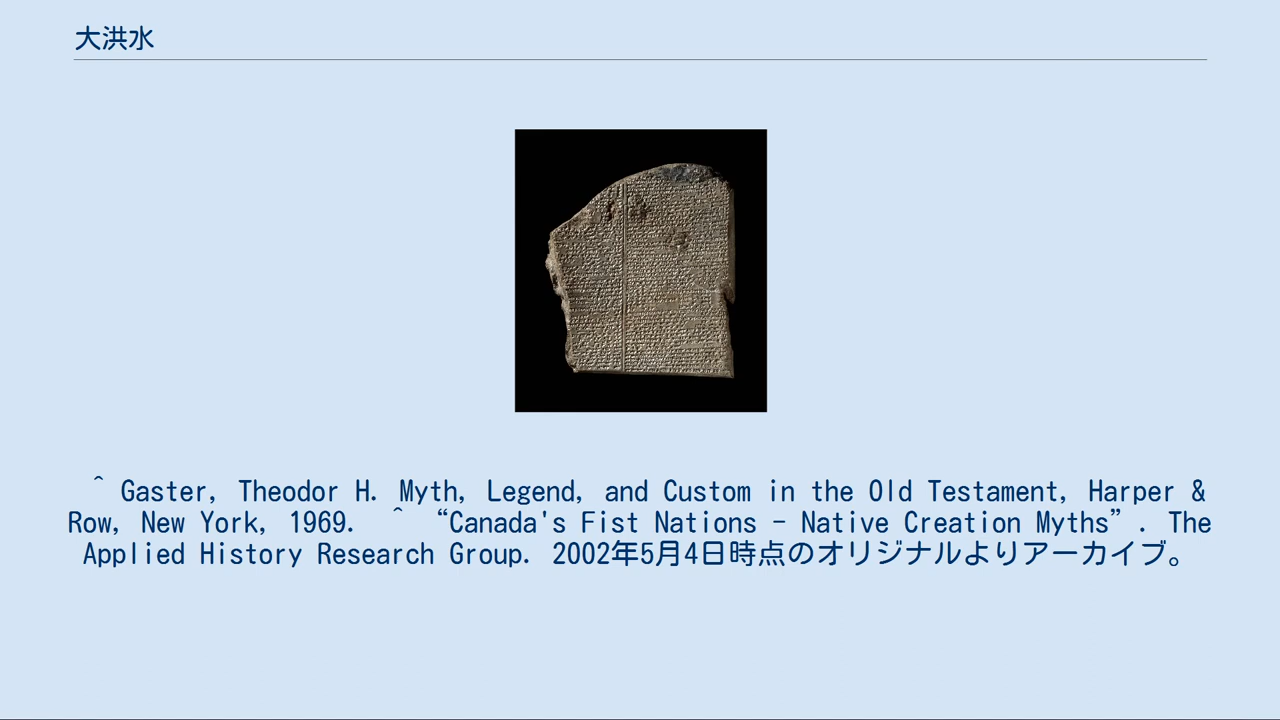 大洪水
^ Gaster, Theodor H. Myth, Legend, and Custom in the Old Testament, Harper &
Row, New York, 1969. ^ “Canada's Fist Nations - Native Creation Myths”. The
Applied History Research Group. 2002年5月4日時点のオリジナルよりアーカイブ。